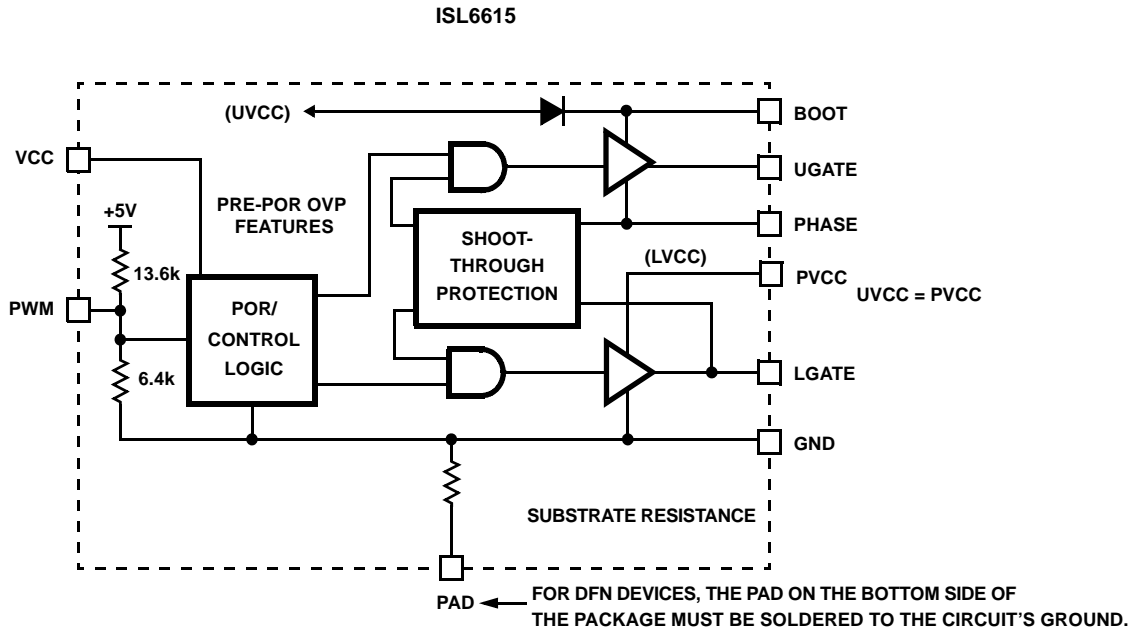 ISL6615
(UVCC)
BOOT
VCC
UGATE
+5V
PRE-POR OVP
FEATURES
PHASE
SHOOT-
THROUGH
PROTECTION
(LVCC)
13.6k
PVCC
UVCC = PVCC
PWM
POR/
CONTROL
LOGIC
6.4k
LGATE
GND
SUBSTRATE RESISTANCE
PAD
FOR DFN DEVICES, THE PAD ON THE BOTTOM SIDE OF
THE PACKAGE MUST BE SOLDERED TO THE CIRCUIT'S GROUND.